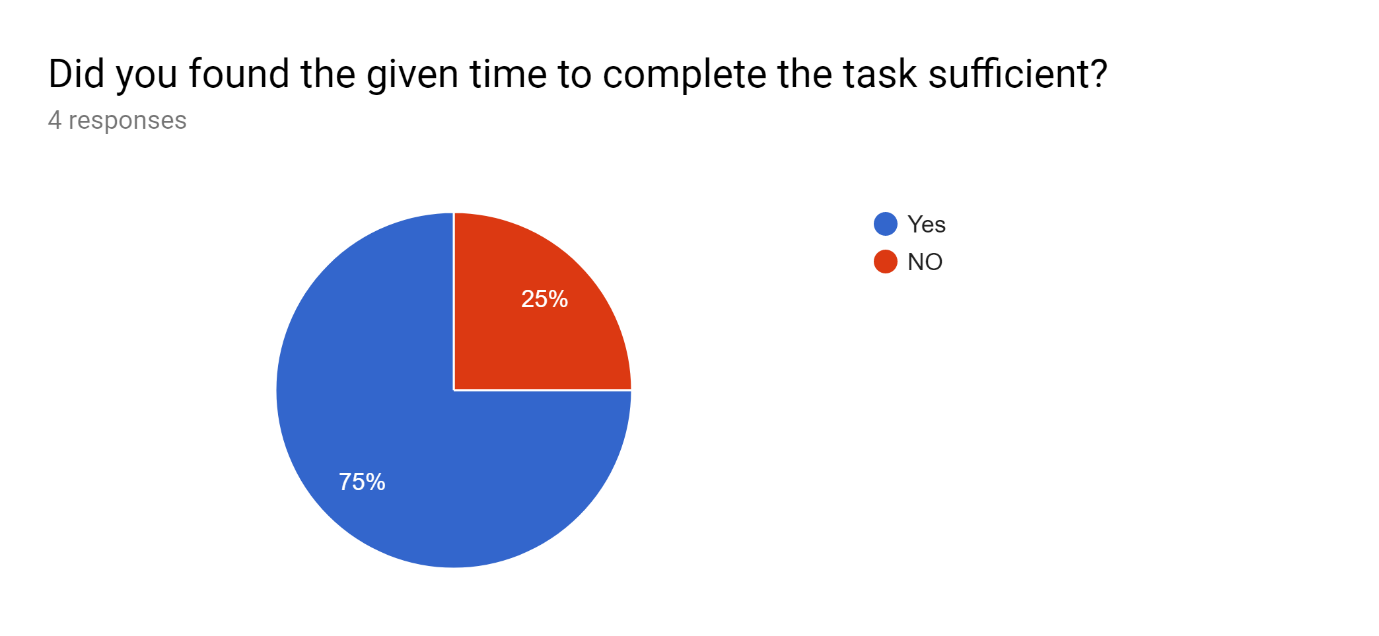 Did you found the given time to complete the task sufficient?
4 responses
Yes
NO
25%
75%